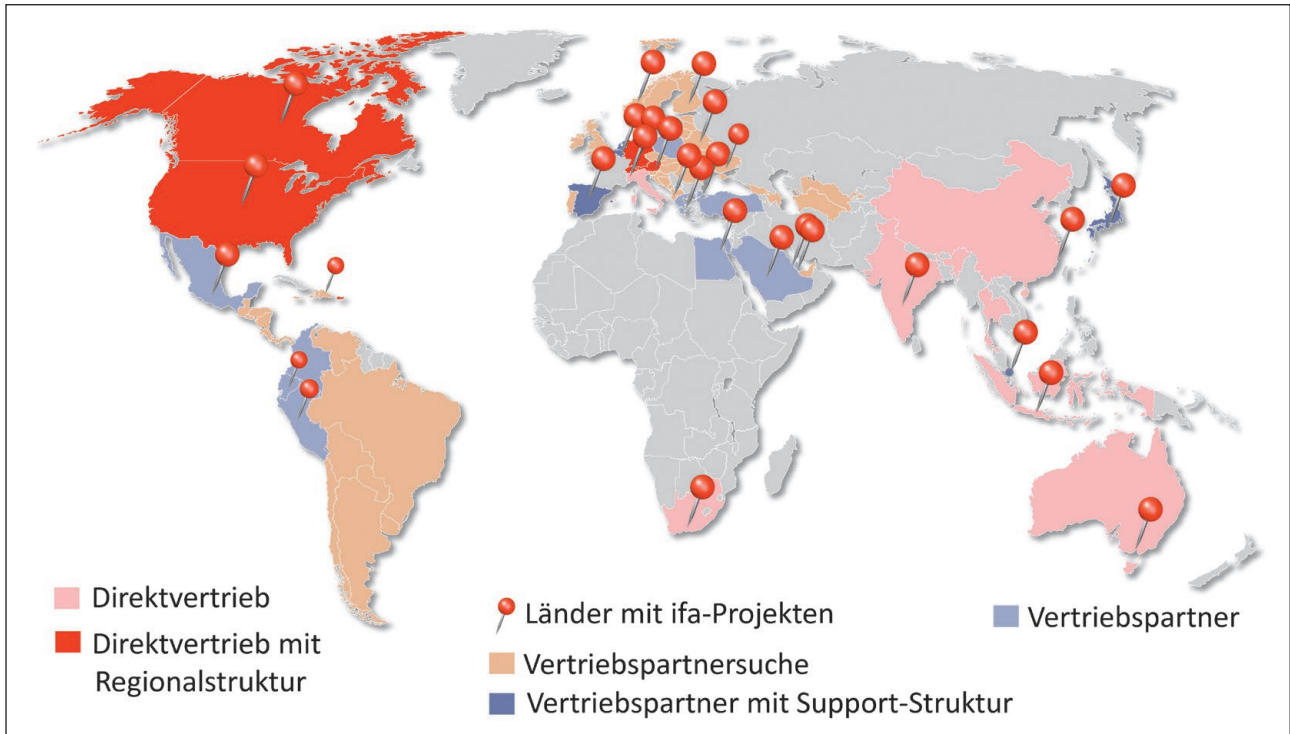 Direktvertrieb
Direktvertrieb mit
Regionalstruktur
Länder mit ifa-Projekten
Vertriebspartnersuche
Vertriebspartner mit Support-Struktur
Vertriebspartner